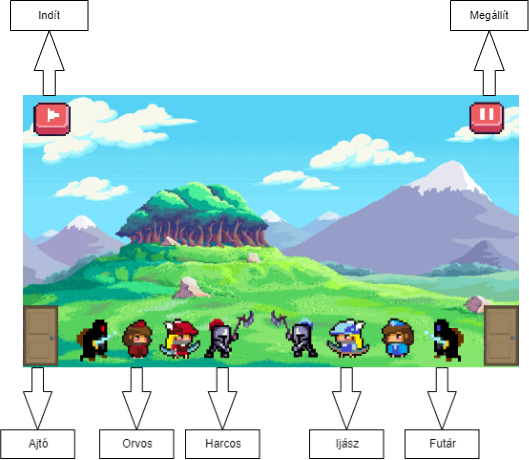 Indít
Megállít
Ajtó
Orvos
Harcos
Íjász
Futár